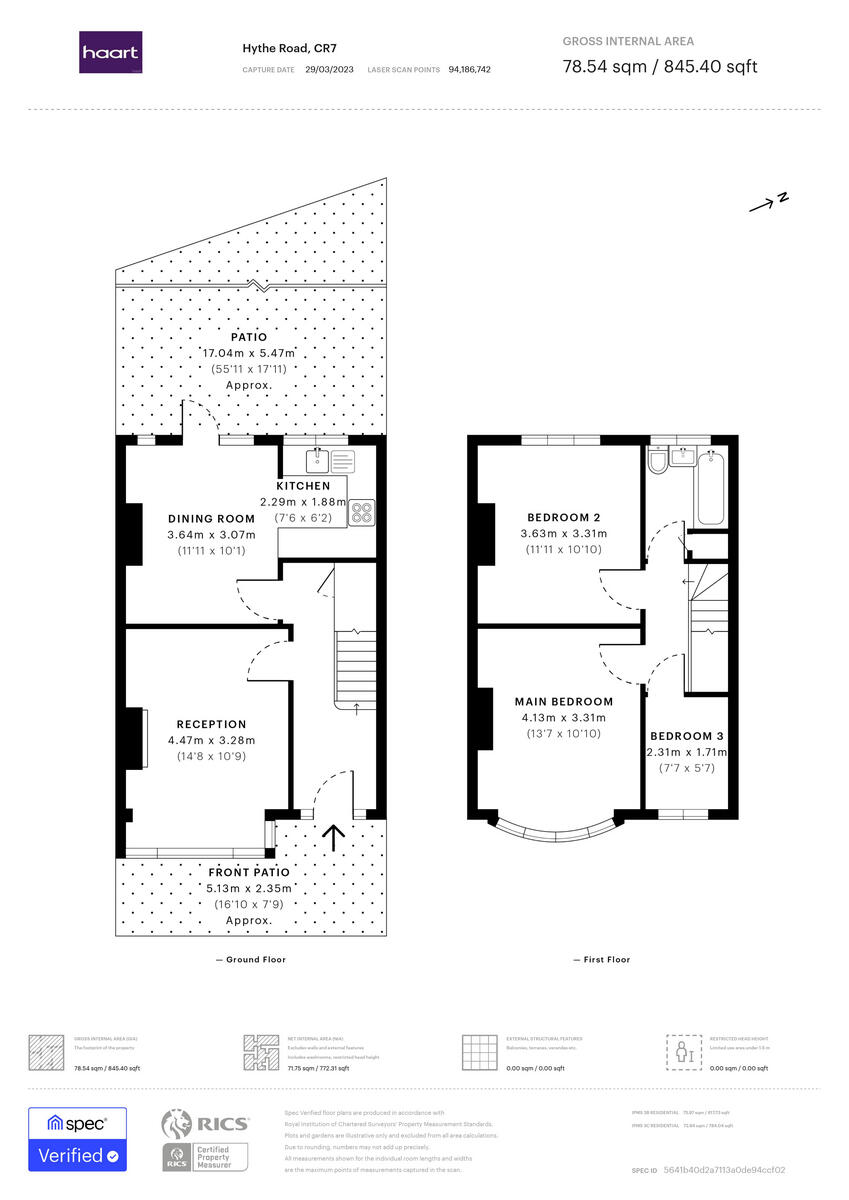 haart
Hythe Road, CR7
CAPTURE DATE 29/03/2023 LASER SCAN POINTS 94,186,742
GROSS INTERNAL AREA
78.54 sqm / 845.40 sqft
N
PATIO
17.04m x 5.47m
(55'11 x 17'11)
Approx.
KITCHEN
2.29m x 1.88m
(7'6 x 6'2)
DINING ROOM
3.64m x 3.07m
(11'11 x 10'1)
RECEPTION
4.47m x 3.28m
(14'8 x 10'9)
FRONT PATIO
5.13m x 2.35m
(16'10 x 7'9)
Approx.
— Ground Floor
BEDROOM 2
3.63m x 3.31m
(11'11 x 10'10)
MAIN BEDROOM
4.13m x 3.31m
(13'7 x 10'10)
BEDROOM 3
2.31m x 1.71m
(7'7 x 5'7)
— First Floor
GROSS INTERNAL AREA (GIA)
The footprint of the property
78.54 sqm / 845.40 sqft
NET INTERNAL AREA (NIA)
Excludes walls and external features
Includes washrooms, restricted head height
71.75 sqm / 772.31 sqft
EXTERNAL STRUCTURAL FEATURES
Balconies, terraces, verandas etc.
0.00 sqm / 0.00 sqft
RESTRICTED HEAD HEIGHT
Limited use area under 1.5 m
0.00 sqm / 0.00 sqft
spec
Verified
RICS
RICS
Certified
Property
Measurer
Spec Verified floor plans are produced in accordance with
Royal Institution of Chartered Surveyors' Property Measurement Standards.
Plots and gardens are illustrative only and excluded from all area calculations.
Due to rounding, numbers may not add up precisely.
All measurements shown for the individual room lengths and widths
are the maximum points of measurements captured in the scan.
IPMS 3B RESIDENTIAL
IPMS 3C RESIDENTIAL
SPEC ID 5641b40d2a7113a0de94ccf02